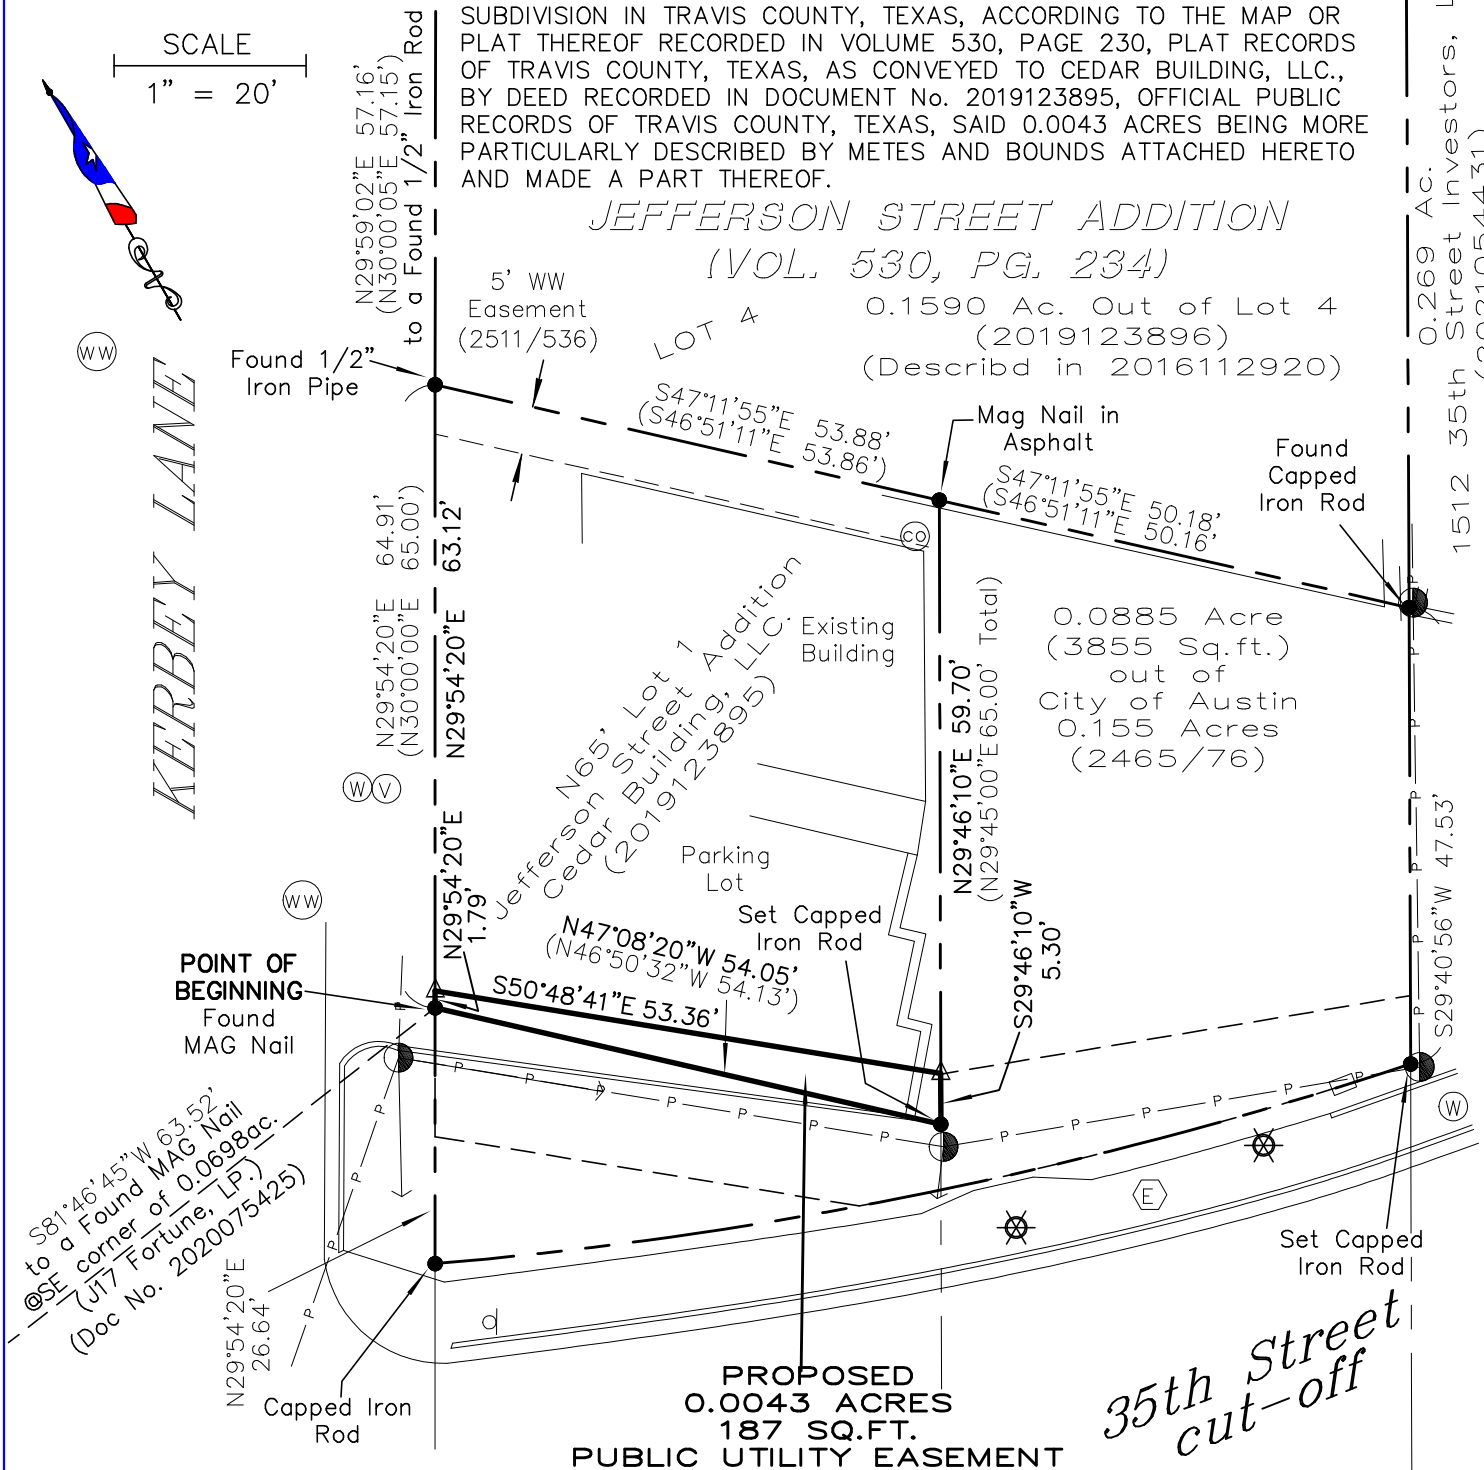 SUBDIVISION IN TRAVIS COUNTY, TEXAS, ACCORDING TO THE MAP OR
PLAT THEREOF RECORDED IN VOLUME 530, PAGE 230, PLAT RECORDS
OF TRAVIS COUNTY, TEXAS, AS CONVEYED TO CEDAR BUILDING, LLC.,
BY DEED RECORDED IN DOCUMENT No. 2019123895, OFFICIAL PUBLIC
RECORDS OF TRAVIS COUNTY, TEXAS, SAID 0.0043 ACRES BEING MORE
PARTICULARLY DESCRIBED BY METES AND BOUNDS ATTACHED HERETO
AND MADE A PART THEREOF.
SCALE
1" = 20'
N29°59'02"E 57.16'
(N30°00'05"E 57.15')
to a Found 1/2" Iron Rod
JEFFERSON STREET ADDITION
(VOL. 530, PG. 234)
0.1590 Ac. Out of Lot 4
(2019123896)
(Describd in 2016112920)
5' WW
Easement
(2511/536)
LOT 4
0.269 Ac.
1512 35th Street Investors,
WW
Found 1/2"
Iron Pipe
KERBEY LANE
S47°11'55"E 53.88'
(S46°51'11"E 53.86')
Mag Nail in
Asphalt
S47°11'55"E 50.18'
(S46°51'11"E 50.16'
Found
Capped
Iron Rod
N29°54'20"E 64.91'
(N30°00'00"E 65.00')
N29°54'20"E 63.12'
CO
N65' Lot 1
Jefferson Street Addition
Cedar Building, LLC.
(2019123895)
Existing
Building
N29°46'10"E 59.70'
(N29°45'00"E 65.00' Total)
0.0885 Acre
(3855 Sq.ft.)
out of
City of Austin
0.155 Acres
(2465/76)
W V
Parking
Lot
N29°54'20"E
1.79'
WW
Set Capped
Iron Rod
N47°08'20"W 54.05'
(N46°50'32"W 54.13')
S50°48'41"E 53.36'
S29°46'10"W
5.30'
S29°40'56"W 47.53'
POINT OF
BEGINNING
Found
MAG Nail
P P P P P P P
P P P P P P
P P P P P
P P P P P
W
E
S81°46'45"W 63.52'
to a Found MAG Nail
@SE corner of 0.0698ac.
(J17 Fortune, LP.)
(Doc No. 2020075425)
N29°54'20"E
26.64'
Capped Iron
Rod
Set Capped
Iron Rod
d
PROPOSED
0.0043 ACRES
187 SQ.FT.
PUBLIC UTILITY EASEMENT
35th Street
cut-off